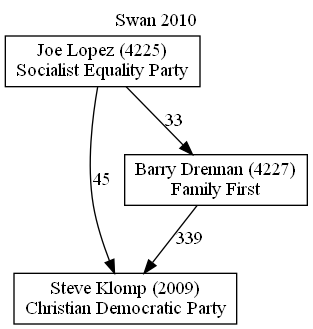 Swan 2010
Joe Lopez (4225)
Socialist Equality Party
33
Barry Drennan (4227)
Family First
45
339
Steve Klomp (2009)
Christian Democratic Party